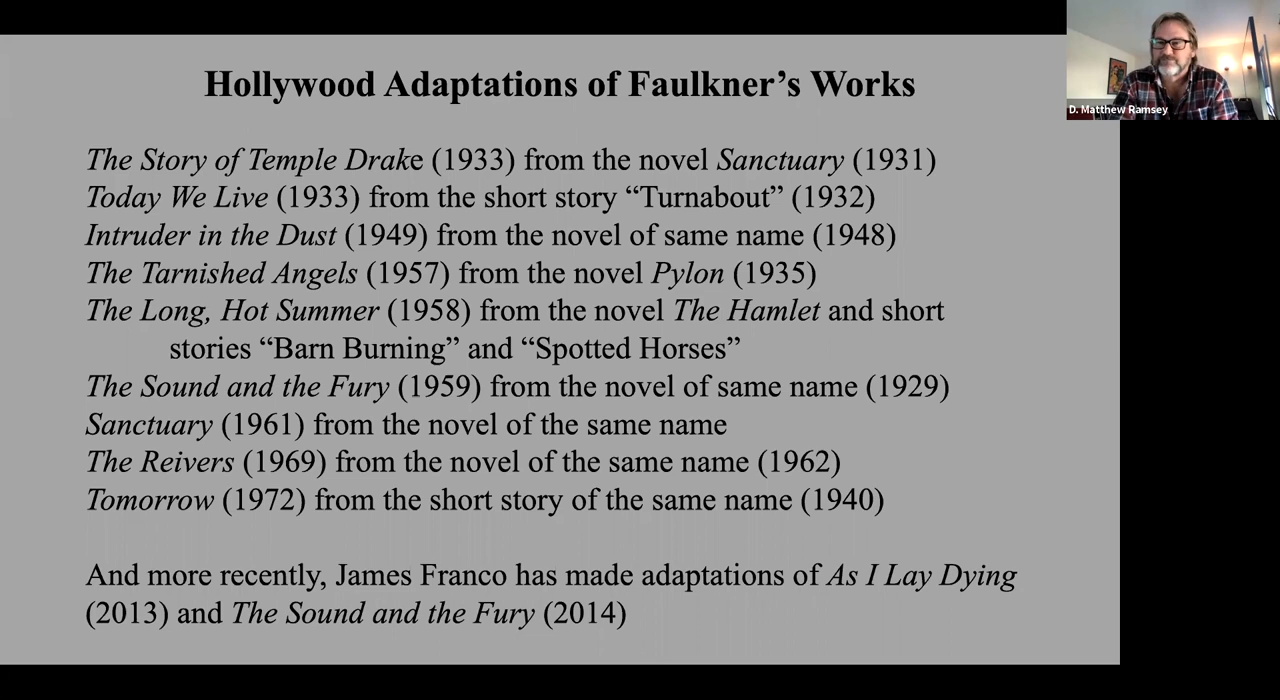 Hollywood Adaptations of Faulkner’s Works
D. Matthew Ramsey
The Story of Temple Drake (1933) from the novel Sanctuary (1931)
Today We Live (1933) from the short story “Turnabout” (1932)
Intruder in the Dust (1949) from the novel of same name (1948)
The Tarnished Angels (1957) from the novel Pylon (1935)
The Long, Hot Summer (1958) from the novel The Hamlet and short
stories “Barn Burning” and “Spotted Horses”
The Sound and the Fury (1959) from the novel of same name (1929)
Sanctuary (1961) from the novel of the same name
The Reivers (1969) from the novel of the same name (1962)
Tomorrow (1972) from the short story of the same name (1940)
And more recently, James Franco has made adaptations of As I Lay Dying
(2013) and The Sound and the Fury (2014)